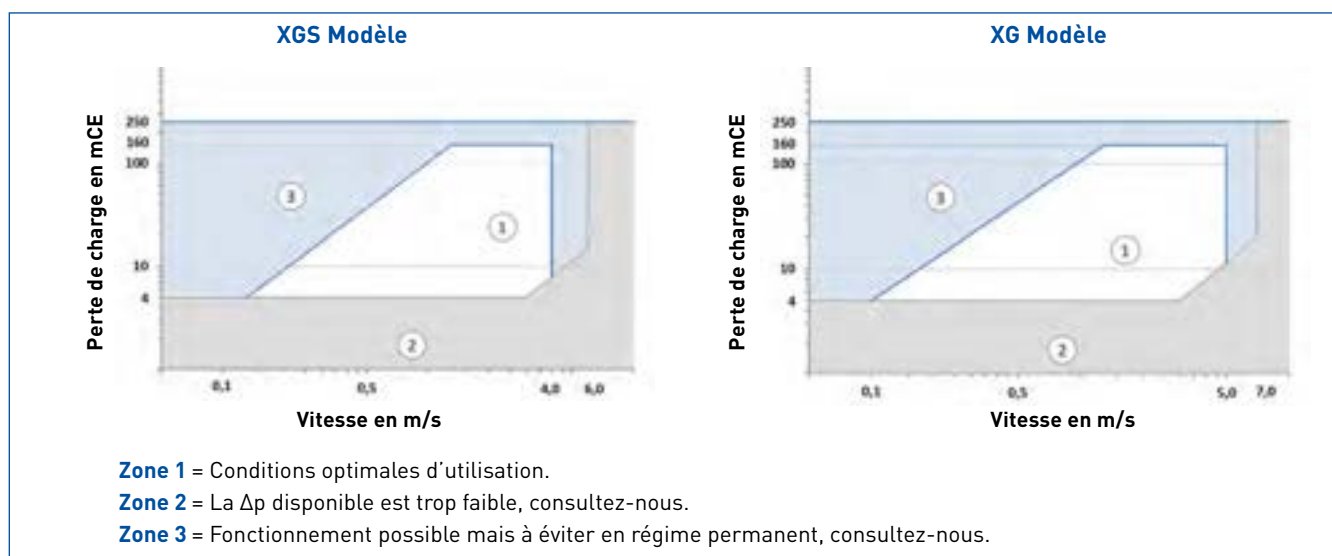 XGS Modèle
XG Modèle
Perte de charge en mCE
250
160
100
10
4
3
1
2
0,1
0,5
4,0
6,0
Vitesse en m/s
Perte de charge en mCE
250
160
100
10
4
3
1
2
0,1
0,5
5,0
7,0
Vitesse en m/s
Zone 1 = Conditions optimales d’utilisation.
Zone 2 = La Δp disponible est trop faible, consultez-nous.
Zone 3 = Fonctionnement possible mais à éviter en régime permanent, consultez-nous.